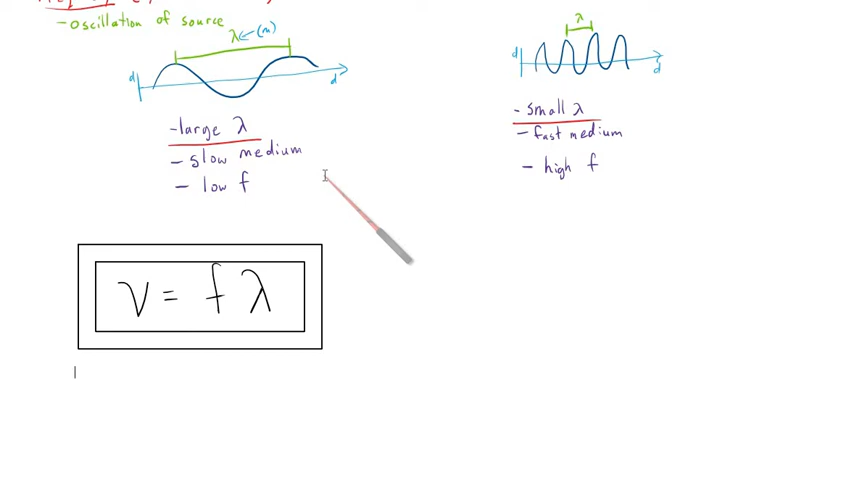 - oscillation of source
λ (m)
d
d
- large λ
- slow medium
- low f
λ
d
d
- small λ
- fast medium
- high f
v = f λ